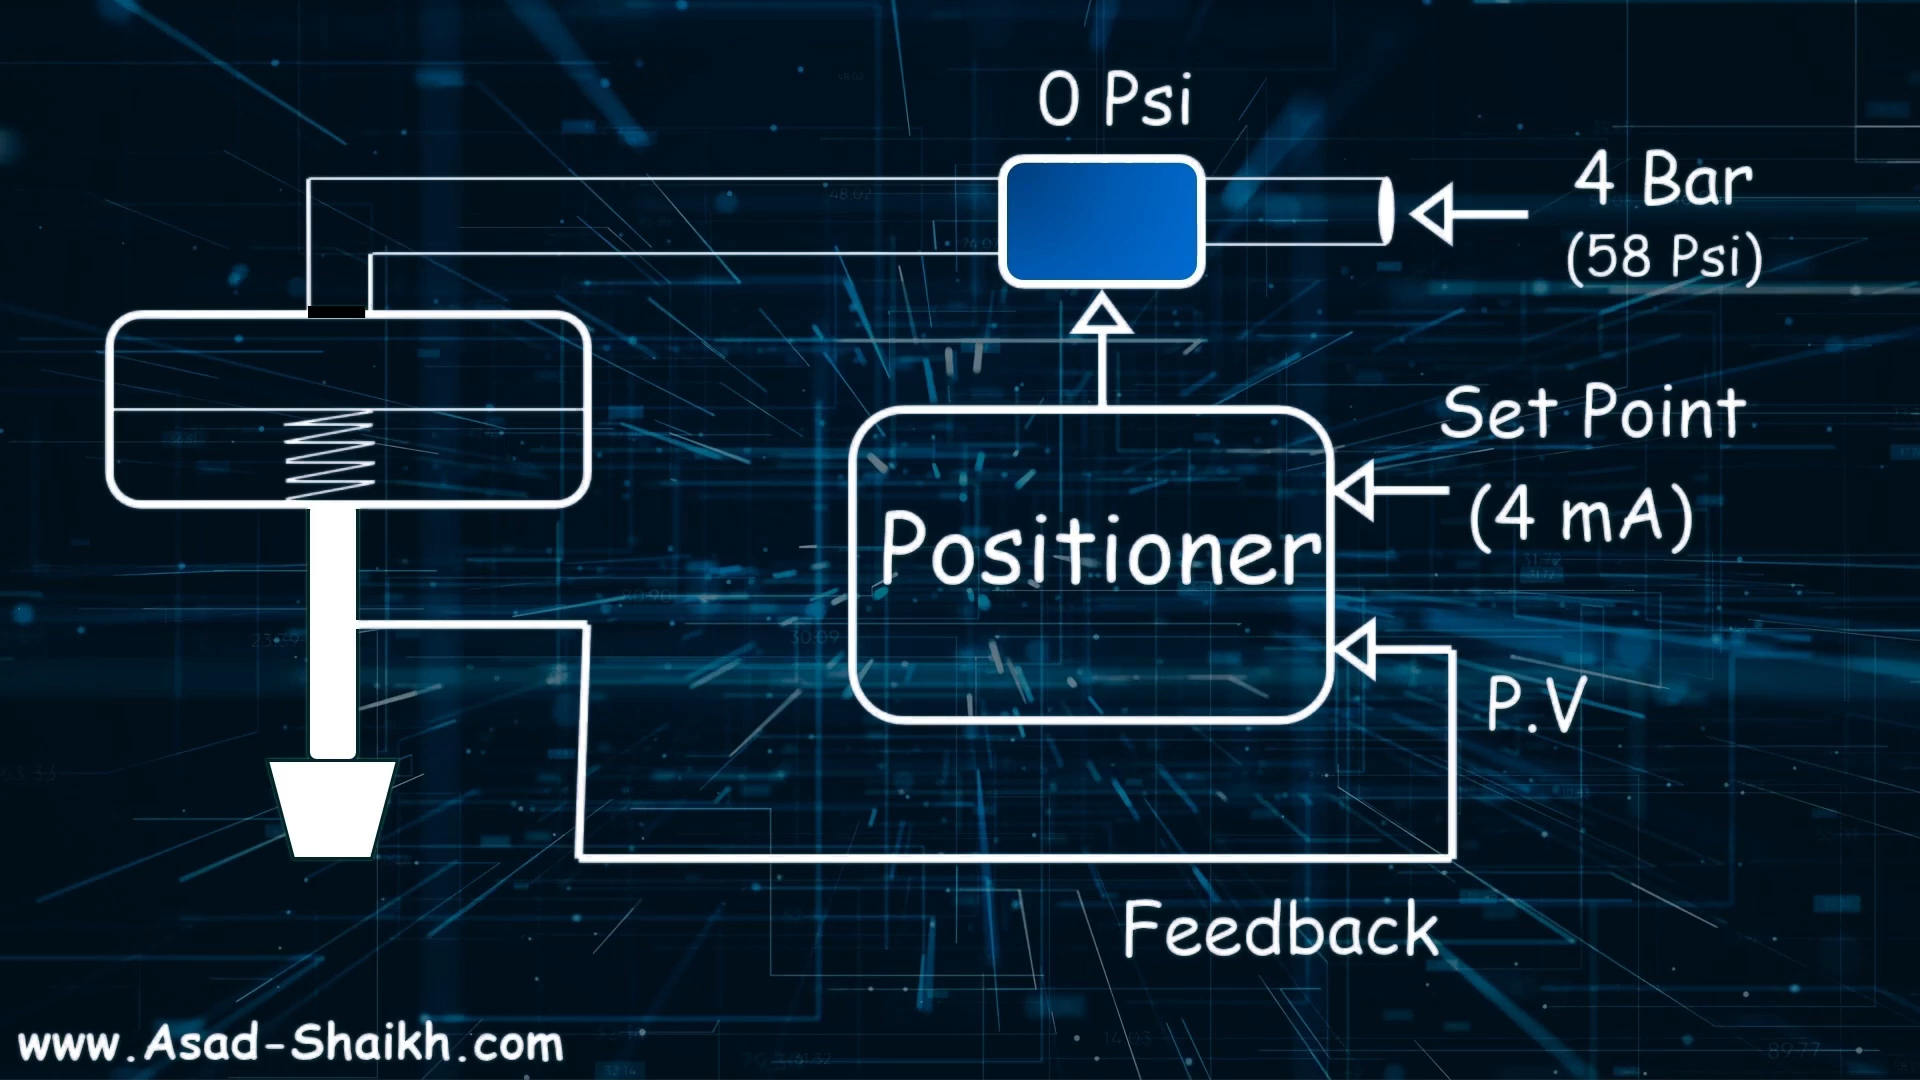 0 Psi
4 Bar
(58 Psi)
Set Point
(4 mA)
Positioner
P.V
Feedback
www.Asad-Shaikh.com